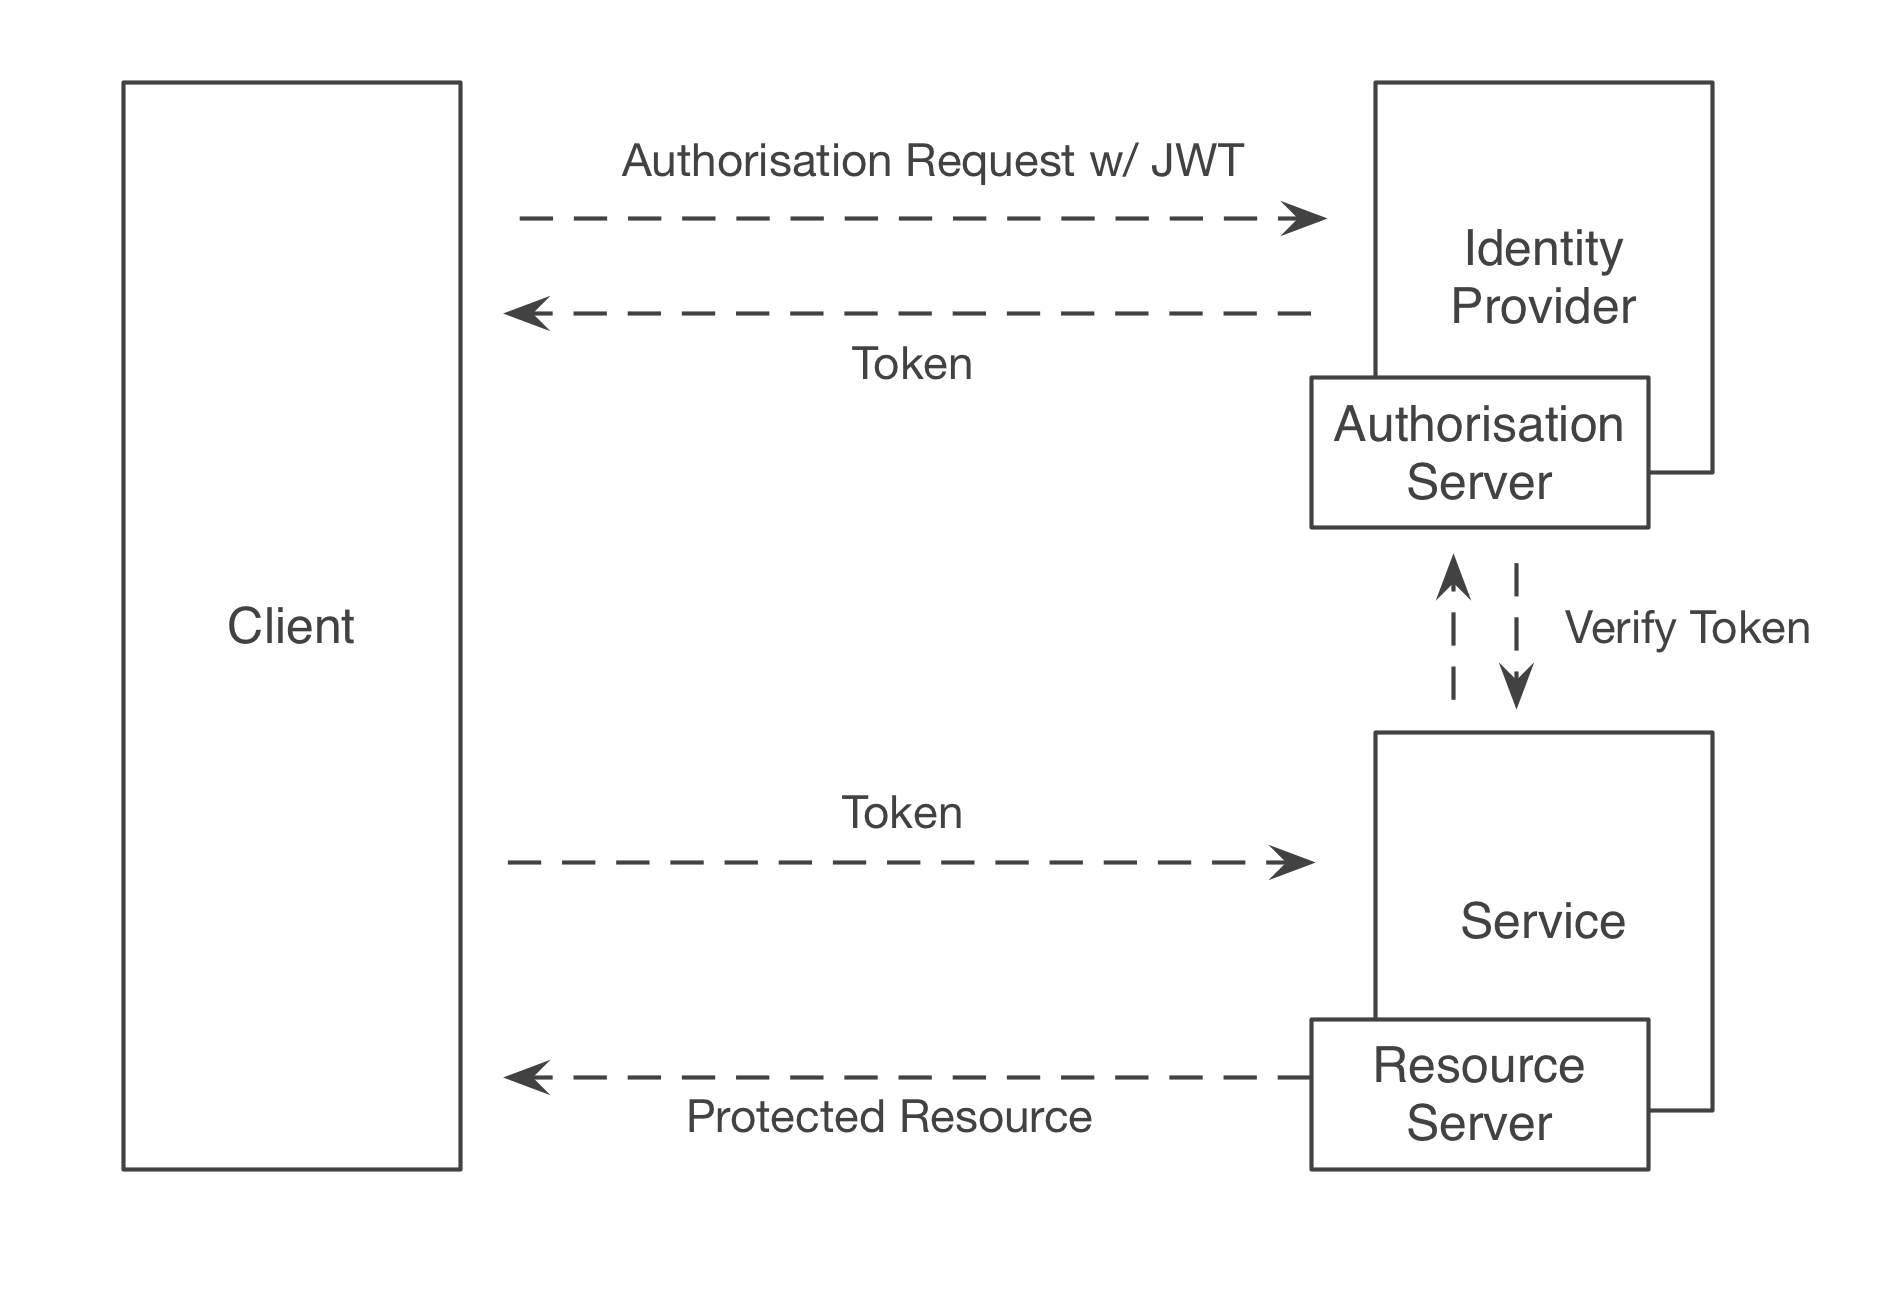 Authorisation Request w/ JWT
Identity
Provider
Token
Authorisation
Server
Client
Verify Token
Token
Service
Resource
Server
Protected Resource